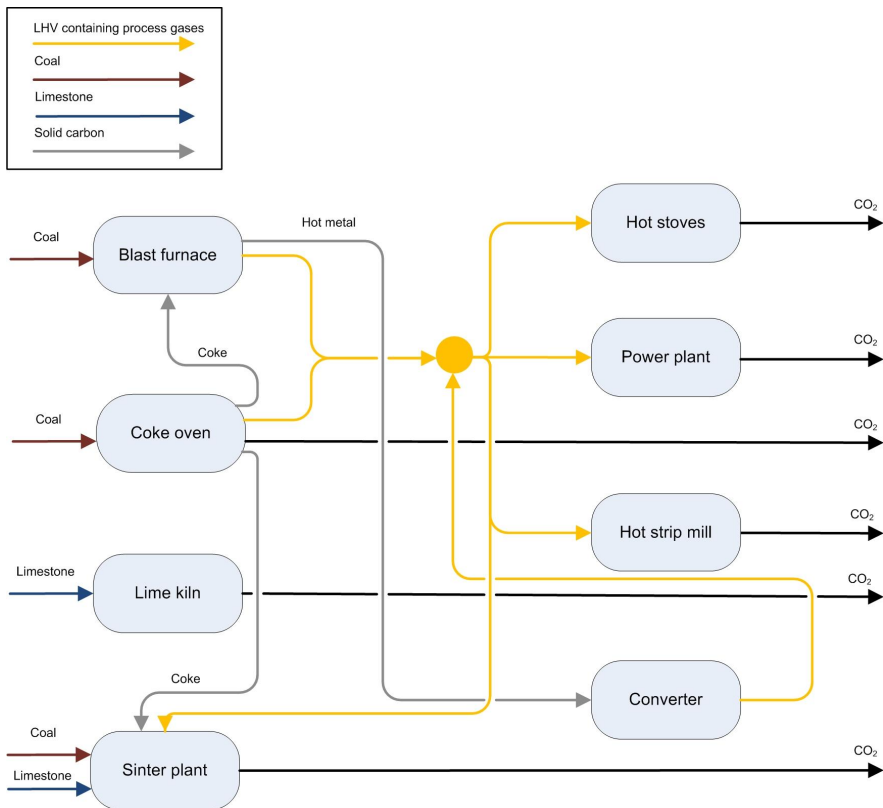 LHV containing process gases
Coal
Limestone
Solid carbon
Hot metal
CO₂
Hot stoves
Coal
Blast furnace
CO₂
Power plant
Coke
CO₂
Coal
Coke oven
CO₂
Hot strip mill
Limestone
Lime kiln
CO₂
Coke
Converter
Coal
CO₂
Sinter plant
Limestone